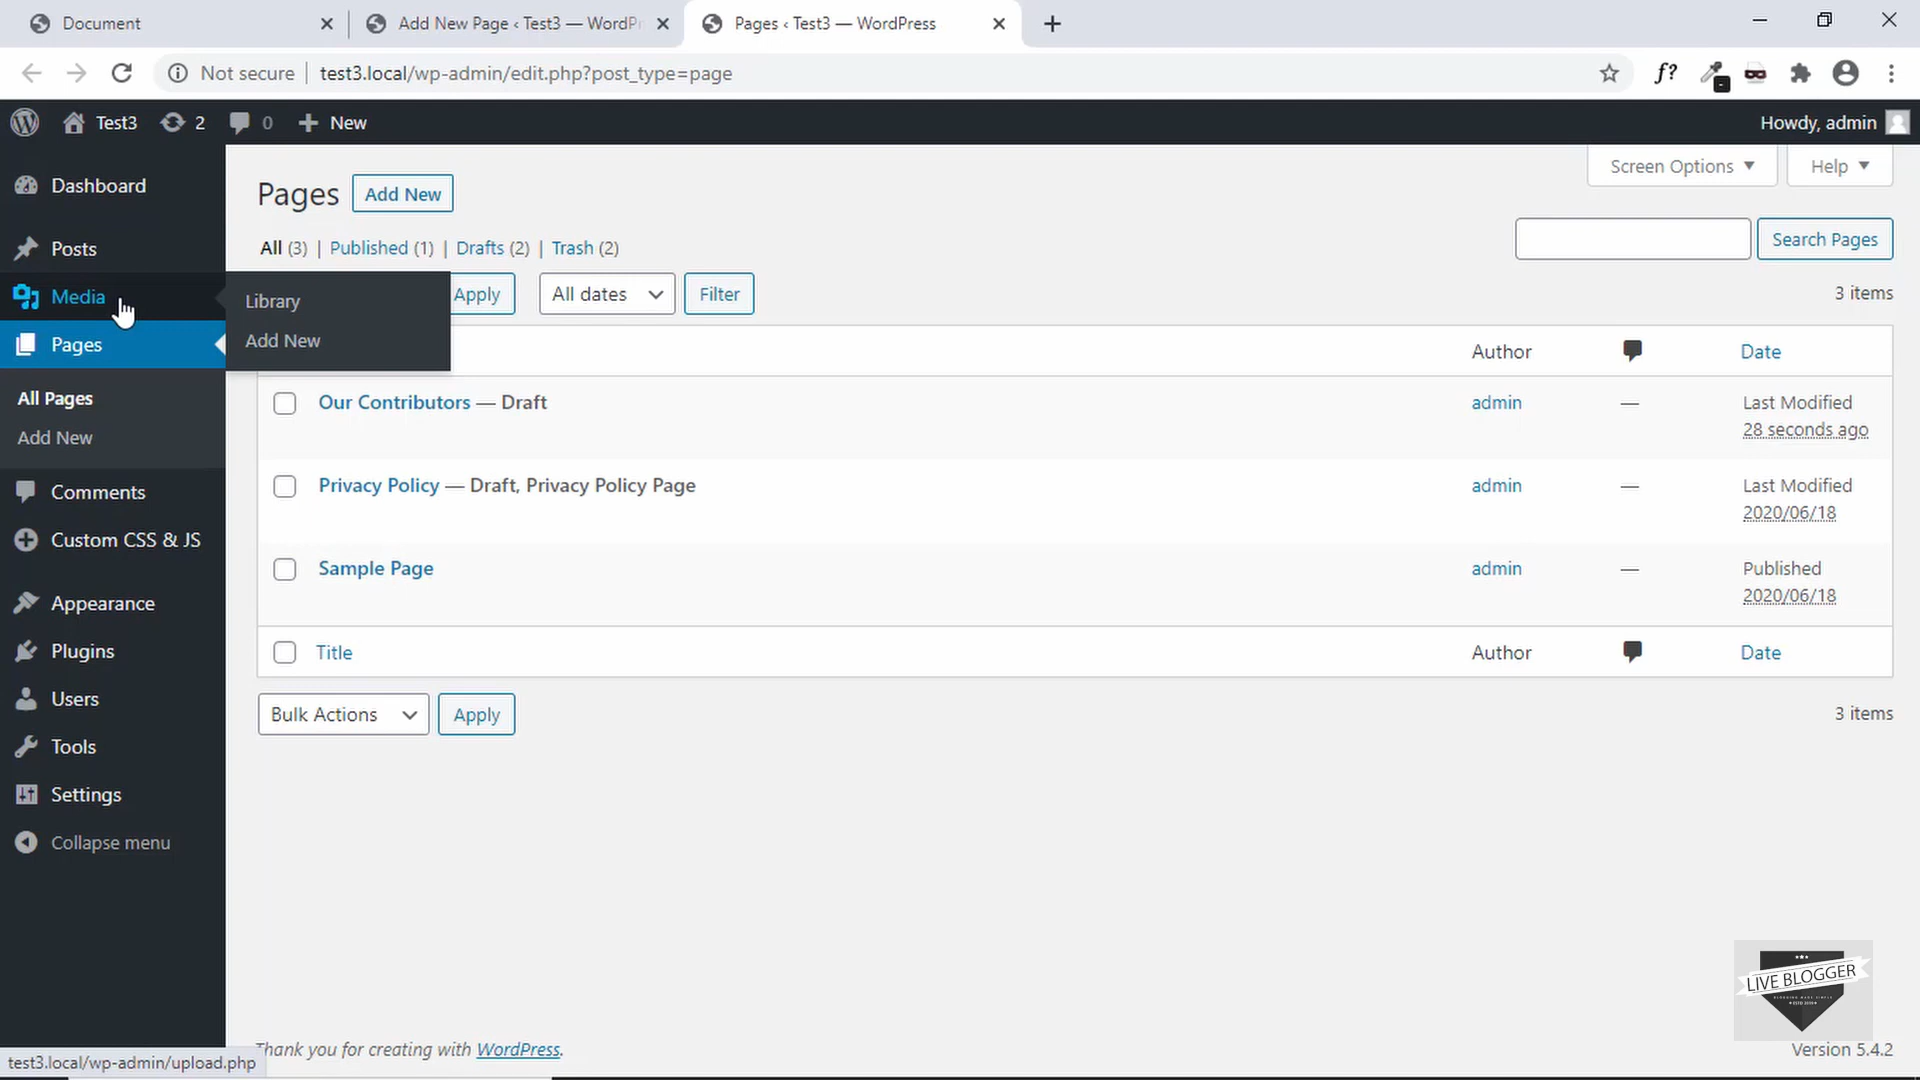 Document
Add New Page ‹ Test3 — WordPr
Pages ‹ Test3 — WordPress
Not secure
test3.local/wp-admin/edit.php?post_type=page
f?
Test3
2
0
New
Howdy, admin
Dashboard
Posts
Media
Library
Add New
Pages
All Pages
Add New
Comments
Custom CSS & JS
Appearance
Plugins
Users
Tools
Settings
Collapse menu
Screen Options
Help
Pages
Add New
All (3) | Published (1) | Drafts (2) | Trash (2)
Search Pages
Apply
All dates
Filter
3 items
Author
Date
Our Contributors — Draft
admin
—
Last Modified
28 seconds ago
Privacy Policy — Draft, Privacy Policy Page
admin
—
Last Modified
2020/06/18
Sample Page
admin
—
Published
2020/06/18
Title
Author
Date
Bulk Actions
Apply
3 items
LIVE BLOGGER
Thank you for creating with WordPress.
Version 5.4.2
test3.local/wp-admin/upload.php